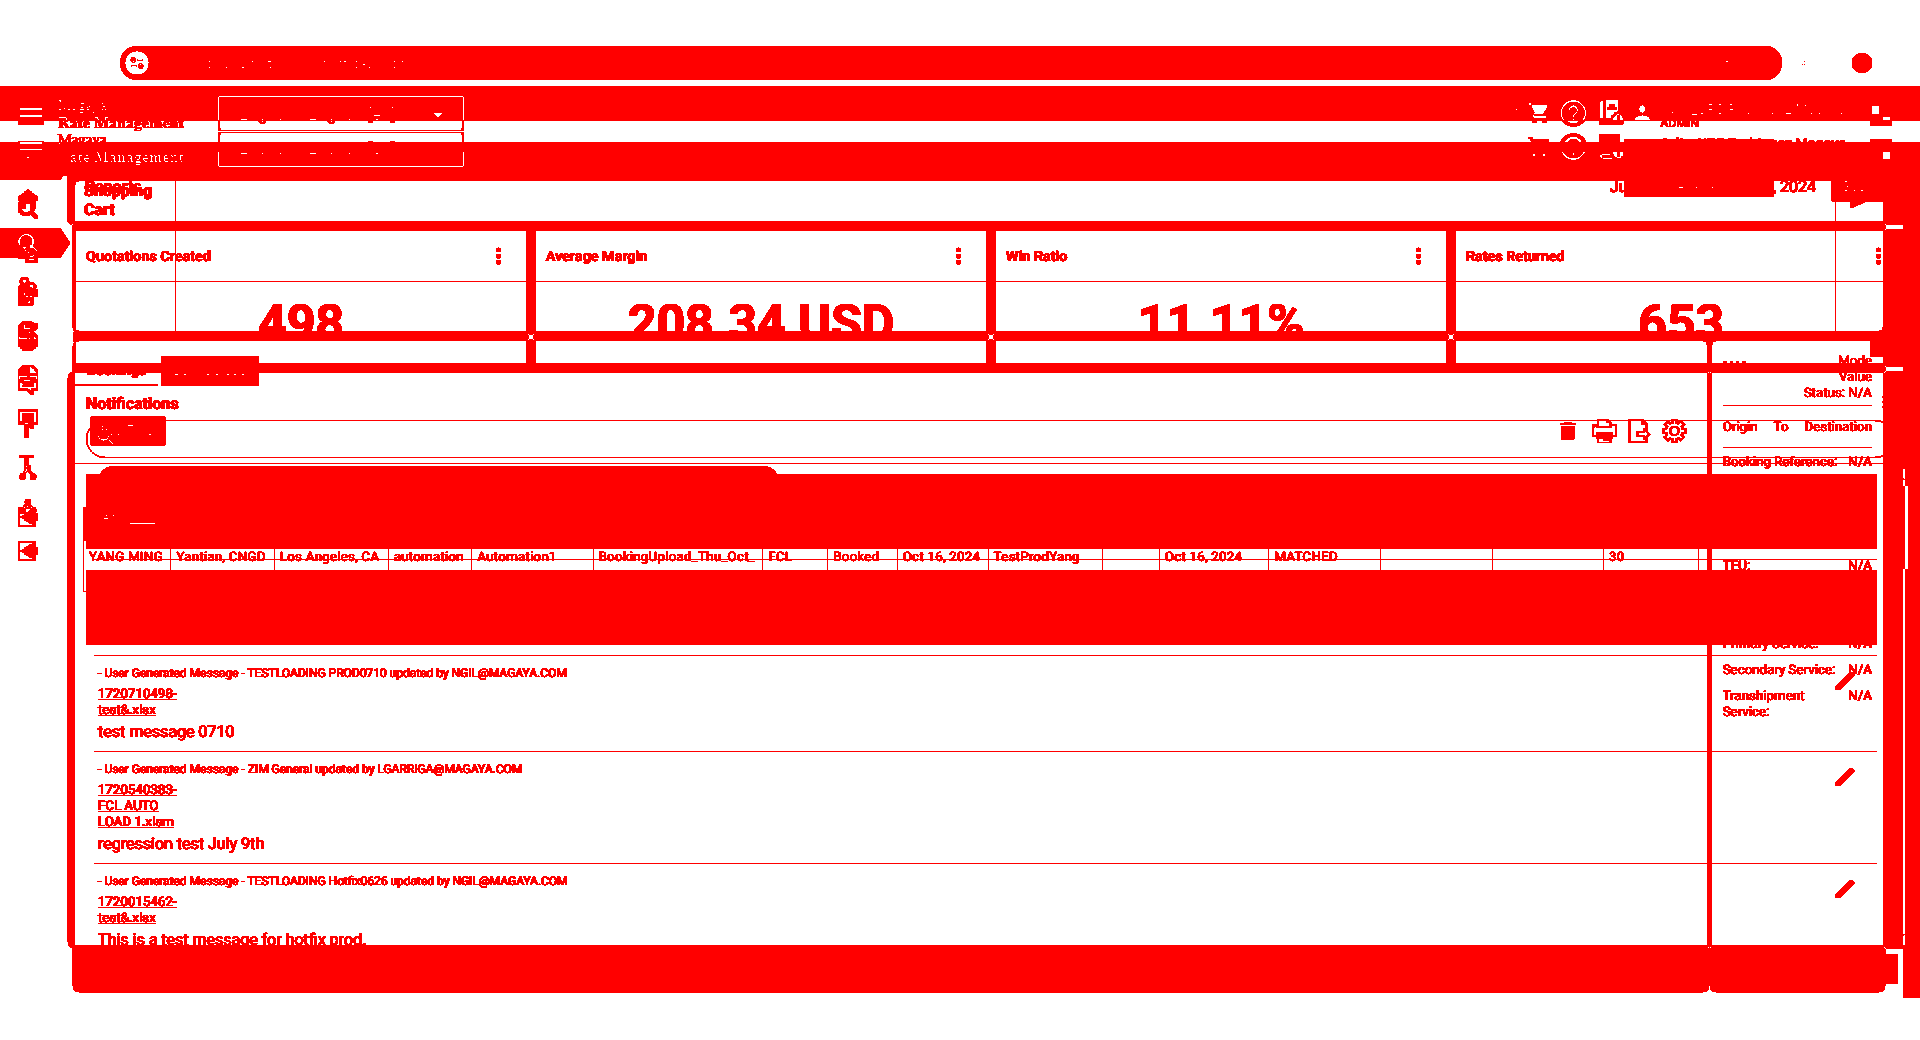 Rate Management
Magaya
ADMIN
Rate Management
Reports
Shopping
Cart
, 2024
Quotations Created
Average Margin
Win Ratio
Rates Returned
498
208.34 USD
11.11%
653
Mode
Value
Status: N/A
Notifications
Origin To Destination
Booking Reference: N/A
YANG MING Yantian, CNGD Los Angeles, CA automation Automation1 BookingUpload_Thu_Oct_ FCL Booked Oct 16, 2024 TestProdYang Oct 16, 2024 MATCHED 30
TEU: N/A
Primary Service: N/A
- User Generated Message - TESTLOADING PROD0710 updated by NGIL@MAGAYA.COM
Secondary Service: N/A
1720710498-
test&.xlsx
Transhipment N/A
Service:
test message 0710
- User Generated Message - ZIM General updated by LGARRIGA@MAGAYA.COM
1720540383-
FCL AUTO
LOAD 1.xlsm
regression test July 9th
- User Generated Message - TESTLOADING Hotfix0626 updated by NGIL@MAGAYA.COM
1720015462-
test&.xlsx
This is a test message for hotfix prod.